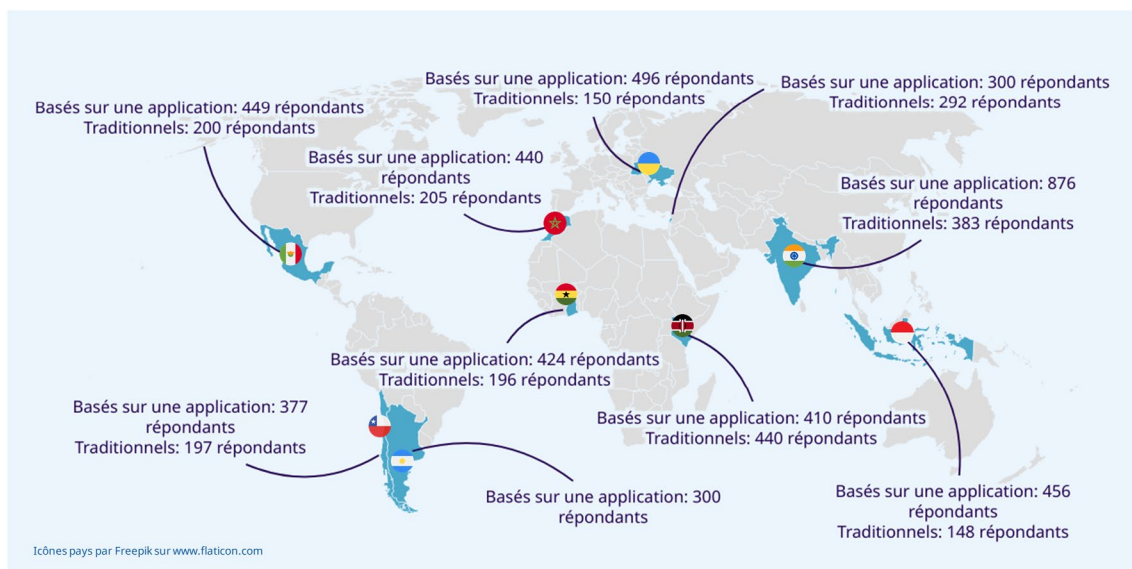 Basés sur une application: 496 répondants
Traditionnels: 150 répondants
Basés sur une application: 300 répondants
Traditionnels: 292 répondants
Basés sur une application: 449 répondants
Traditionnels: 200 répondants
Basés sur une application: 440
répondants
Traditionnels: 205 répondants
Basés sur une application: 876
répondants
Traditionnels: 383 répondants
Basés sur une application: 424 répondants
Traditionnels: 196 répondants
Basés sur une application: 377
répondants
Traditionnels: 197 répondants
Basés sur une application: 410 répondants
Traditionnels: 440 répondants
Basés sur une application: 300
répondants
Basés sur une application: 456
répondants
Traditionnels: 148 répondants
Icônes pays par Freepik sur www.flaticon.com